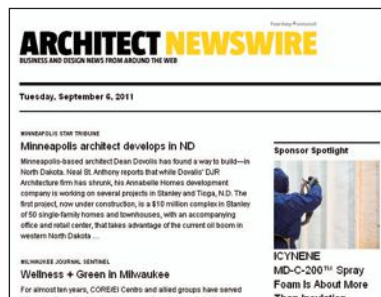 ARCHITECT NEWSWIRE
BUSINESS AND DESIGN NEWS FROM AROUND THE WEB
Tuesday, September 6, 2011
MINNEAPOLIS STAR TRIBUNE
Minneapolis architect develops in ND
Minneapolis-based architect Dean Dovolis has found a way to build—in
North Dakota. Neal St. Anthony reports that while Dovalis' DJR
Architecture firm has shrunk, his Annabelle Homes development
company is working on several projects in Stanley and Tioga, N.D. The
first project, now under construction, is a $10 million complex in Stanley
of 50 single-family homes and townhouses, with an accompanying
office and retail center, that takes advantage of the current oil boom in
western North Dakota ...
MILWAUKEE JOURNAL SENTINEL
Wellness + Green in Milwaukee
For almost ten years, CORE/El Centro and allied groups have served
Sponsor Spotlight
ICYNENE
MD-C-200™ Spray
Foam Is About More
Than Insulation